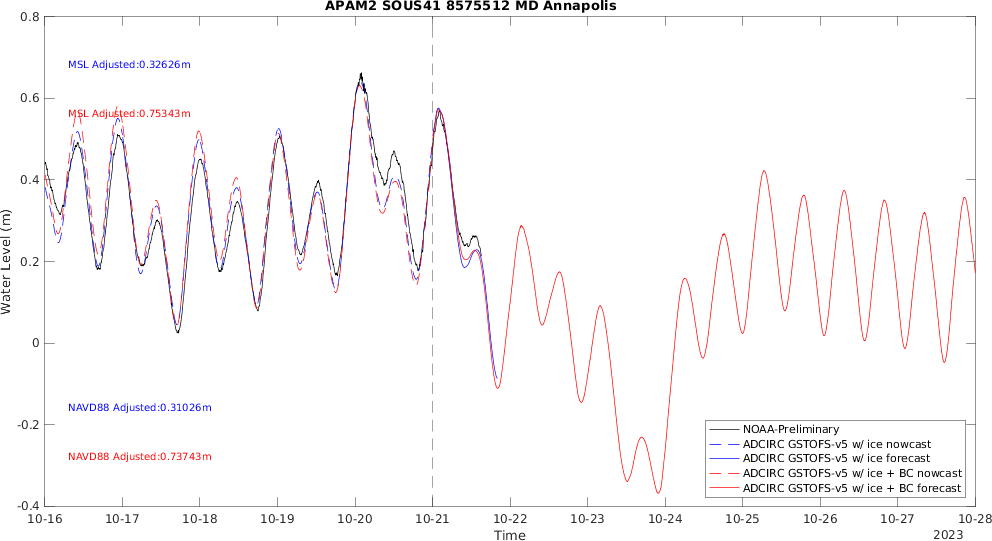 APAM2 SOUS41 8575512 MD Annapolis
0.8
0.6
0.4
0.2
0
-0.2
-0.4
Water Level (m)
MSL Adjusted:0.32626m
MSL Adjusted:0.75343m
NAVD88 Adjusted:0.31026m
NAVD88 Adjusted:0.73743m
NOAA-Preliminary
ADCIRC GSTOFS-v5 w/ ice nowcast
ADCIRC GSTOFS-v5 w/ ice forecast
ADCIRC GSTOFS-v5 w/ ice + BC nowcast
ADCIRC GSTOFS-v5 w/ ice + BC forecast
10-16 10-17 10-18 10-19 10-20 10-21 10-22 10-23 10-24 10-25 10-26 10-27 10-28
Time
2023